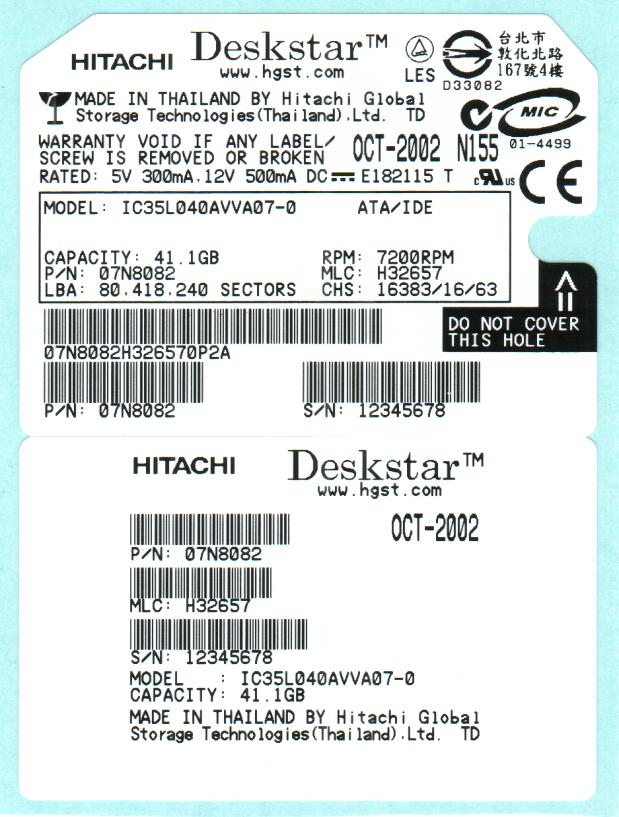 HITACHI Deskstar™
www.hgst.com
LES
D33082
台北市
敦化北路
167號4樓
MADE IN THAILAND BY Hitachi Global
Storage Technologies(Thailand).Ltd. TD
MIC
01-4499
WARRANTY VOID IF ANY LABEL/
SCREW IS REMOVED OR BROKEN
OCT-2002 N155
RATED: 5V 300mA.12V 500mA DC E182115 T
c US
CE
MODEL: IC35L040AVVA07-0 ATA/IDE
CAPACITY: 41.1GB RPM: 7200RPM
P/N: 07N8082 MLC: H32657
LBA: 80.418.240 SECTORS CHS: 16383/16/63
DO NOT COVER
THIS HOLE
07N8082H326570P2A
P/N: 07N8082 S/N: 12345678
HITACHI Deskstar™
www.hgst.com
OCT-2002
P/N: 07N8082
MLC: H32657
S/N: 12345678
MODEL : IC35L040AVVA07-0
CAPACITY: 41.1GB
MADE IN THAILAND BY Hitachi Global
Storage Technologies(Thailand).Ltd. TD